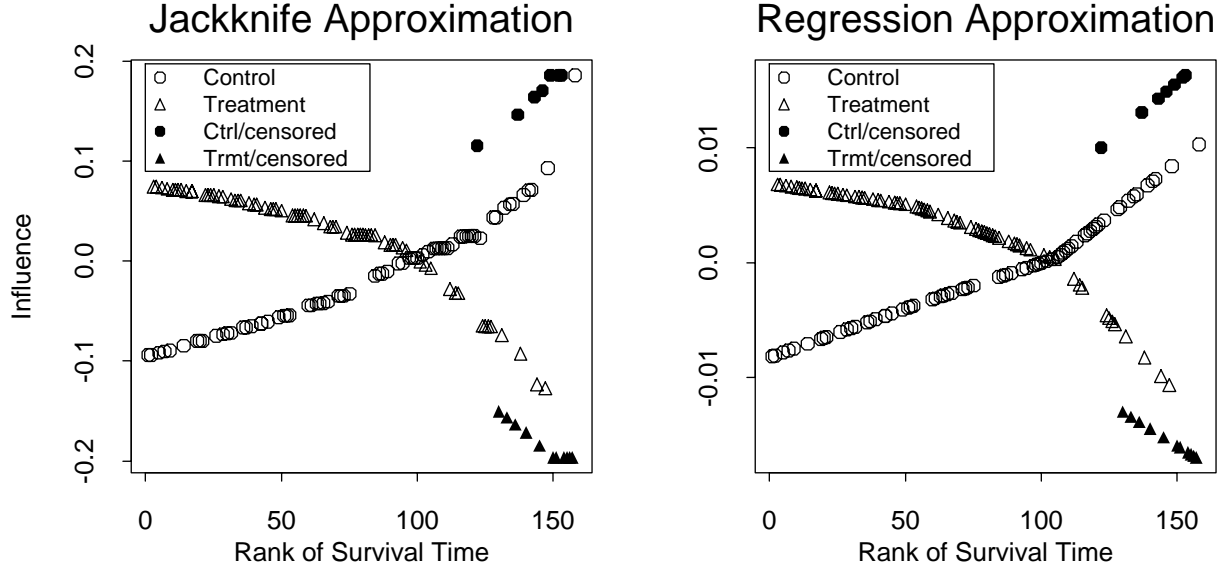 Jackknife Approximation
Influence
0.2
0.1
0.0
-0.1
-0.2
Control
Treatment
Ctrl/censored
Trmt/censored
0 50 100 150
Rank of Survival Time
Regression Approximation
0.01
0.0
-0.01
Control
Treatment
Ctrl/censored
Trmt/censored
0 50 100 150
Rank of Survival Time